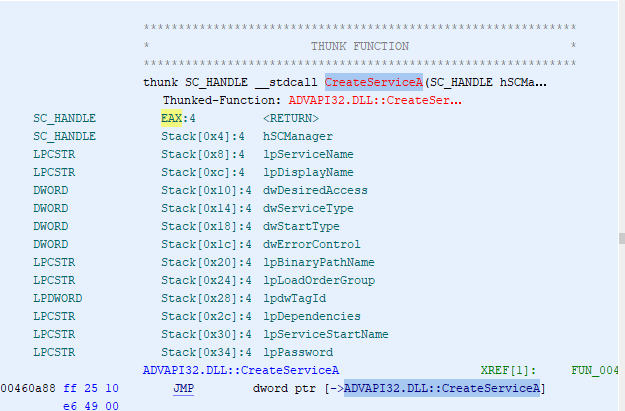 *************************************************************
* THUNK FUNCTION *
*************************************************************
thunk SC_HANDLE __stdcall CreateServiceA(SC_HANDLE hSCMa...
Thunked-Function: ADVAPI32.DLL::CreateSer...
SC_HANDLE EAX:4 <RETURN>
SC_HANDLE Stack[0x4]:4 hSCManager
LPCSTR Stack[0x8]:4 lpServiceName
LPCSTR Stack[0xc]:4 lpDisplayName
DWORD Stack[0x10]:4 dwDesiredAccess
DWORD Stack[0x14]:4 dwServiceType
DWORD Stack[0x18]:4 dwStartType
DWORD Stack[0x1c]:4 dwErrorControl
LPCSTR Stack[0x20]:4 lpBinaryPathName
LPCSTR Stack[0x24]:4 lpLoadOrderGroup
LPDWORD Stack[0x28]:4 lpdwTagId
LPCSTR Stack[0x2c]:4 lpDependencies
LPCSTR Stack[0x30]:4 lpServiceStartName
LPCSTR Stack[0x34]:4 lpPassword
ADVAPI32.DLL::CreateServiceA XREF[1]: FUN_004
00460a88 ff 25 10 JMP dword ptr [->ADVAPI32.DLL::CreateServiceA]
e6 49 00